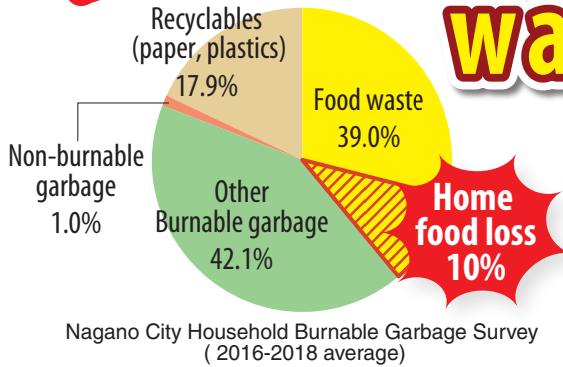 wa
Recyclables
(paper, plastics)
17.9%
Food waste
39.0%
Non-burnable
garbage
1.0%
Other
Burnable garbage
42.1%
Home
food loss
10%
Nagano City Household Burnable Garbage Survey
( 2016-2018 average)